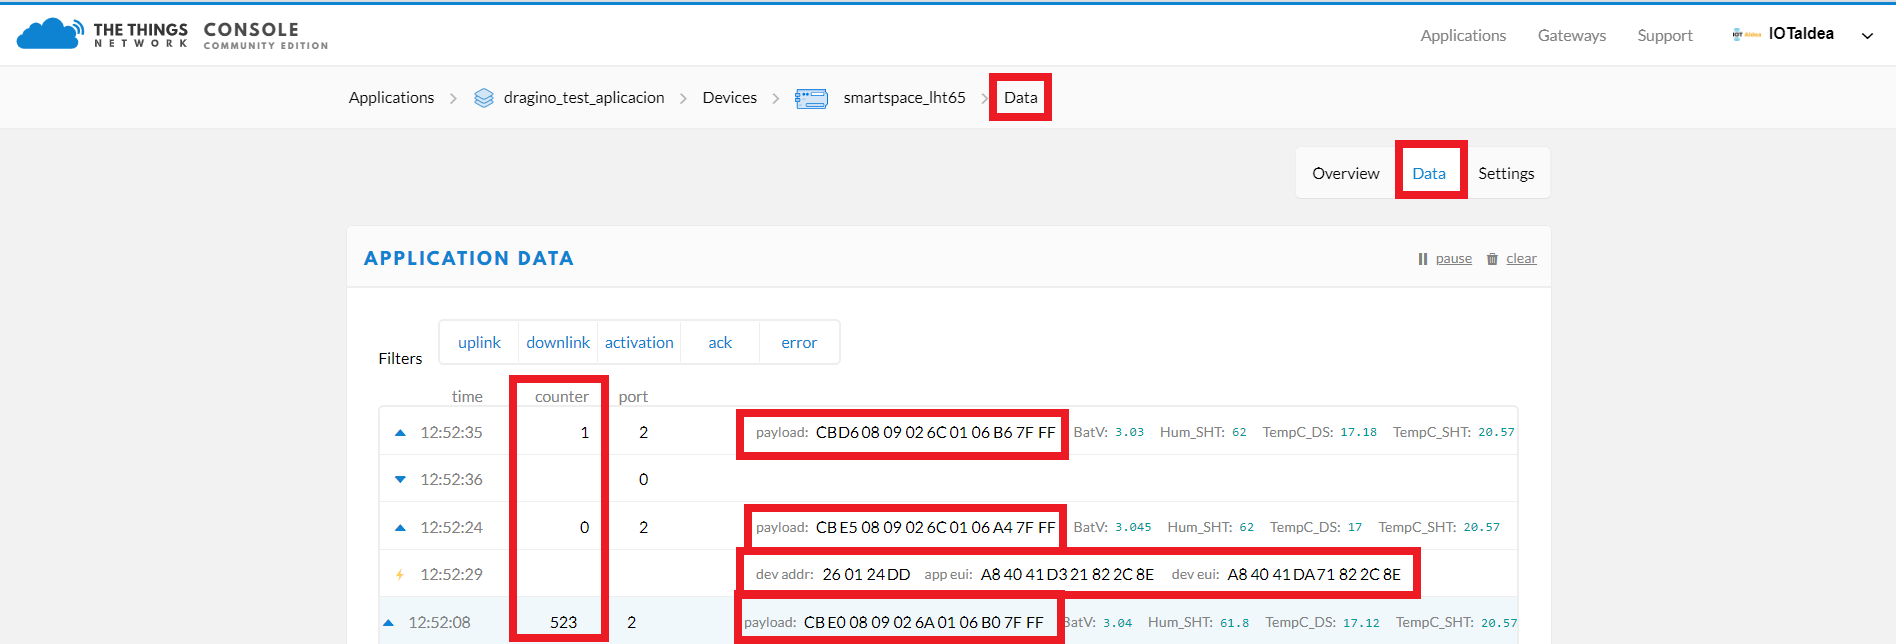 THE THINGS NETWORK CONSOLE COMMUNITY EDITION Applications Gateways Support IOT Aldea IOTaldea
Applications dragino_test_aplicacion Devices smartspace_lht65 Data
Overview Data Settings
APPLICATION DATA pause clear
Filters uplink downlink activation ack error
time counter port
12:52:35 1 2 payload: CB D6 08 09 02 6C 01 06 B6 7F FF BatV: 3.03 Hum_SHT: 62 TempC_DS: 17.18 TempC_SHT: 20.57
12:52:36 0
12:52:24 0 2 payload: CB E5 08 09 02 6C 01 06 A4 7F FF BatV: 3.045 Hum_SHT: 62 TempC_DS: 17 TempC_SHT: 20.57
12:52:29 dev addr: 26 01 24 DD app eui: A8 40 41 D3 21 82 2C 8E dev eui: A8 40 41 DA 71 82 2C 8E
12:52:08 523 2 payload: CB E0 08 09 02 6A 01 06 B0 7F FF BatV: 3.04 Hum_SHT: 61.8 TempC_DS: 17.12 TempC_SHT: 20.57